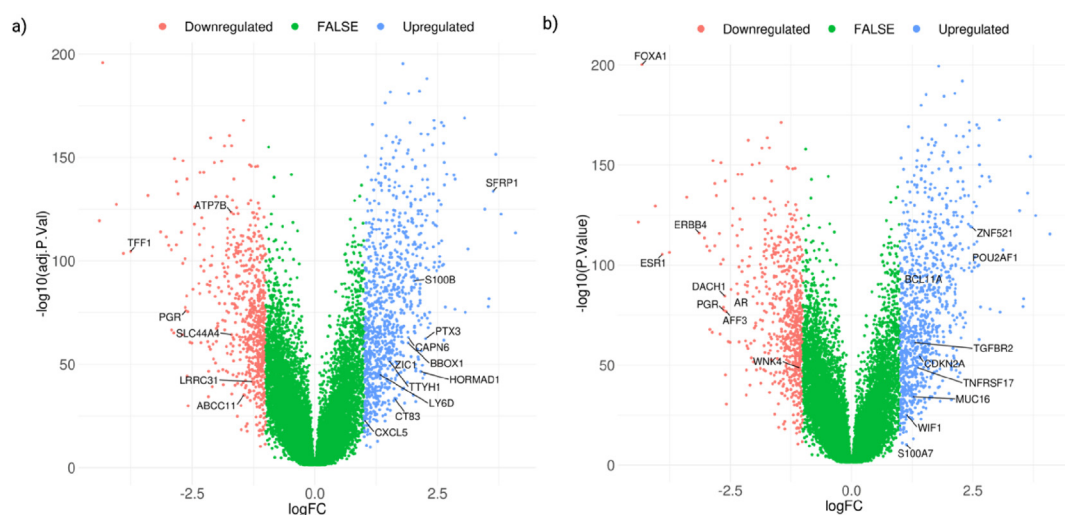 a)
Downregulated FALSE Upregulated
200
150
100
50
0
-log10(adj.P.Val)
SFRP1
ATP7B
TFF1
S100B
PGR
SLC44A4
PTX3
CAPN6
BBOX1
ZIC1
HORMAD1
LRRC31
TTYH1
ABCC11
LY6D
CT83
CXCL5
-2.5 0.0 2.5
logFC
b)
Downregulated FALSE Upregulated
200
150
100
50
0
-log10(P.Value)
FOXA1
ERBB4
ZNF521
ESR1
POU2AF1
BCL11A
DACH1
AR
PGR
AFF3
TGFBR2
WNK4
CDKN2A
TNFRSF17
MUC16
WIF1
S100A7
-2.5 0.0 2.5
logFC